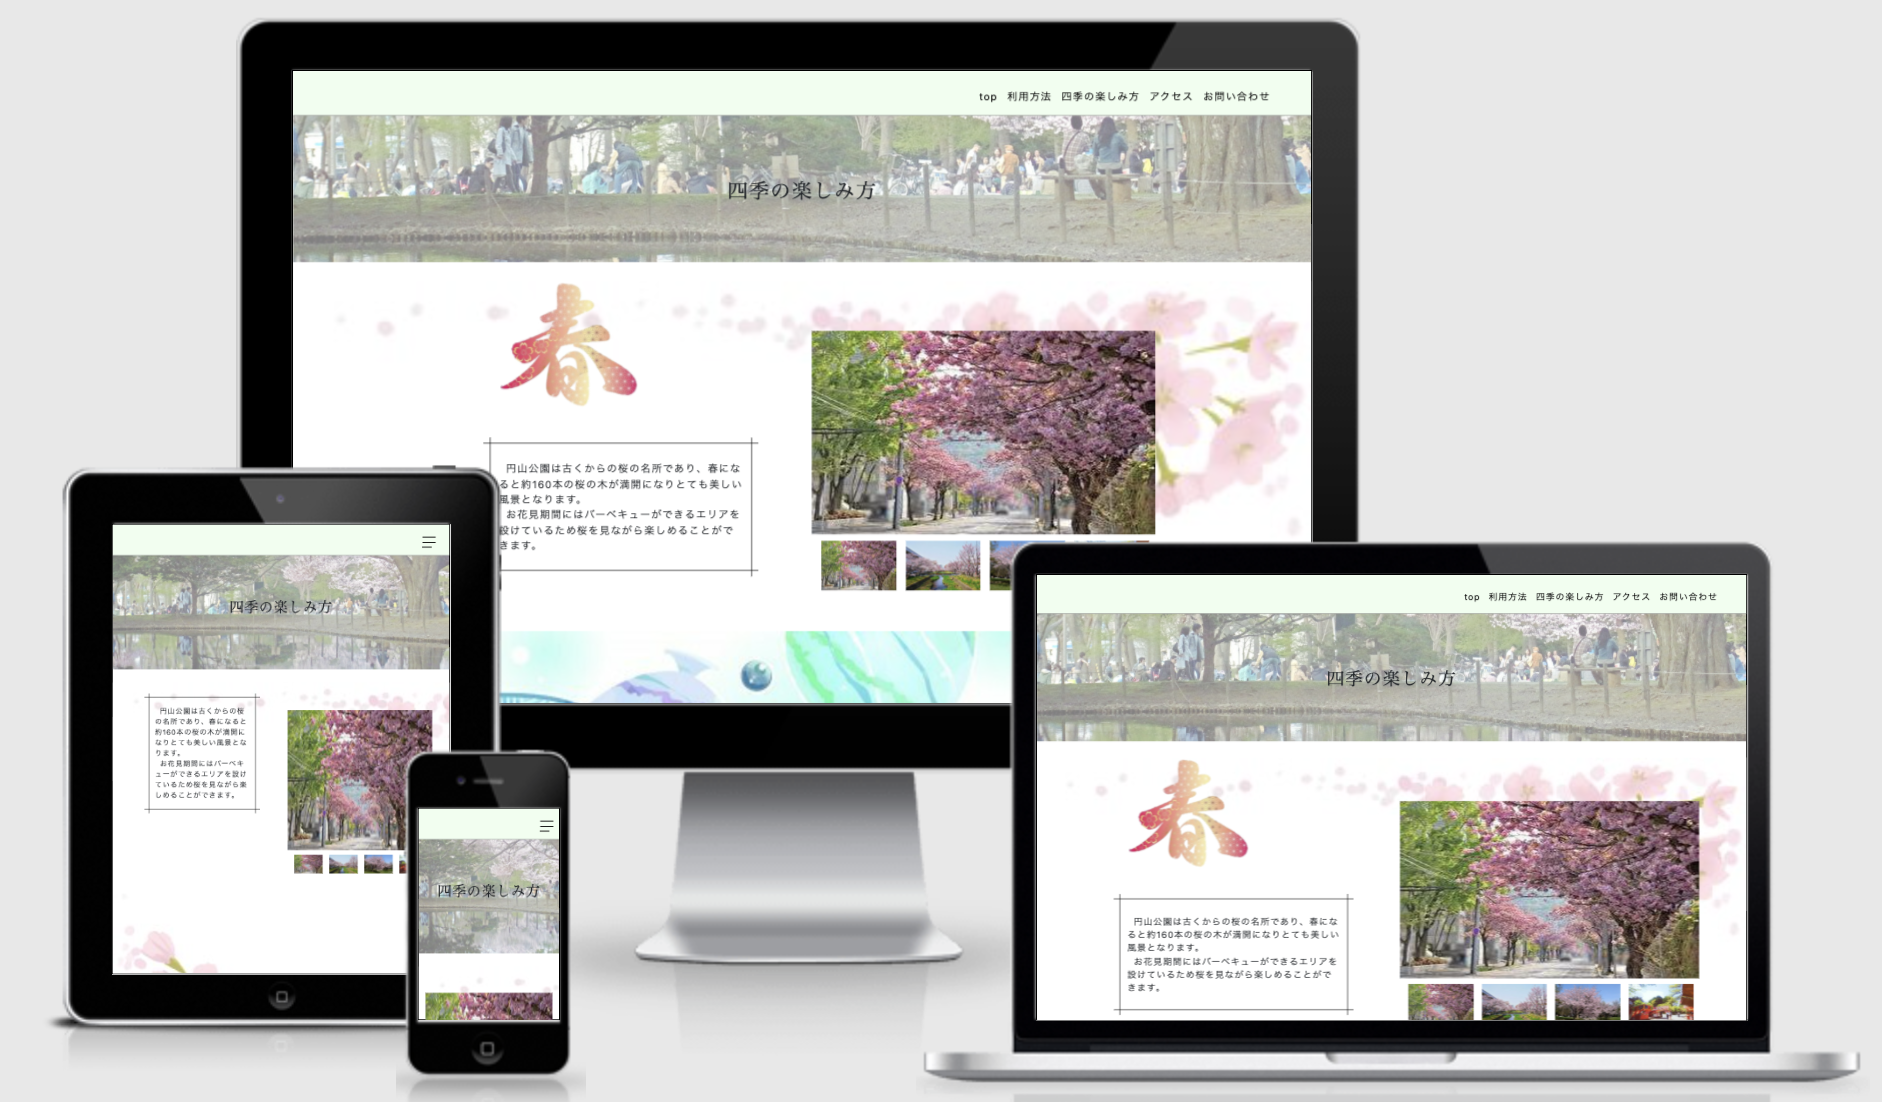 top 利用方法 四季の楽しみ方 アクセス お問い合わせ
四季の楽しみ方
春
円山公園は古くからの桜の名所であり、春にな
ると約160本の桜の木が満開になりとても美しい
風景となります。
お花見期間にはバーベキューができるエリアを
設けているため桜を見ながら楽しめることがで
きます。
四季の楽しみ方
円山公園は古くからの桜
の名所であり、春になると
約160本の桜の木が満開に
なりとても美しい風景とな
ります。
お花見期間にはバーベキ
ューができるエリアを設け
ているため桜を見ながら楽
しめることができます。
四季の楽しみ方
top 利用方法 四季の楽しみ方 アクセス お問い合わせ
四季の楽しみ方
春
円山公園は古くからの桜の名所であり、春にな
ると約160本の桜の木が満開になりとても美しい
風景となります。
お花見期間にはバーベキューができるエリアを
設けているため桜を見ながら楽しめることがで
きます。